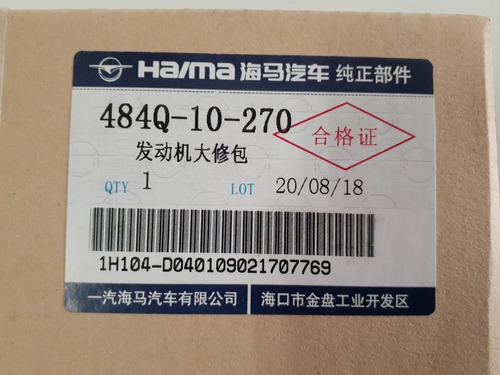 Haima 海马汽车 纯正部件
484Q-10-270
合格证
发动机大修包
QTY 1 LOT 20/08/18
1H104-D040109021707769
一汽海马汽车有限公司 海口市金盘工业开发区